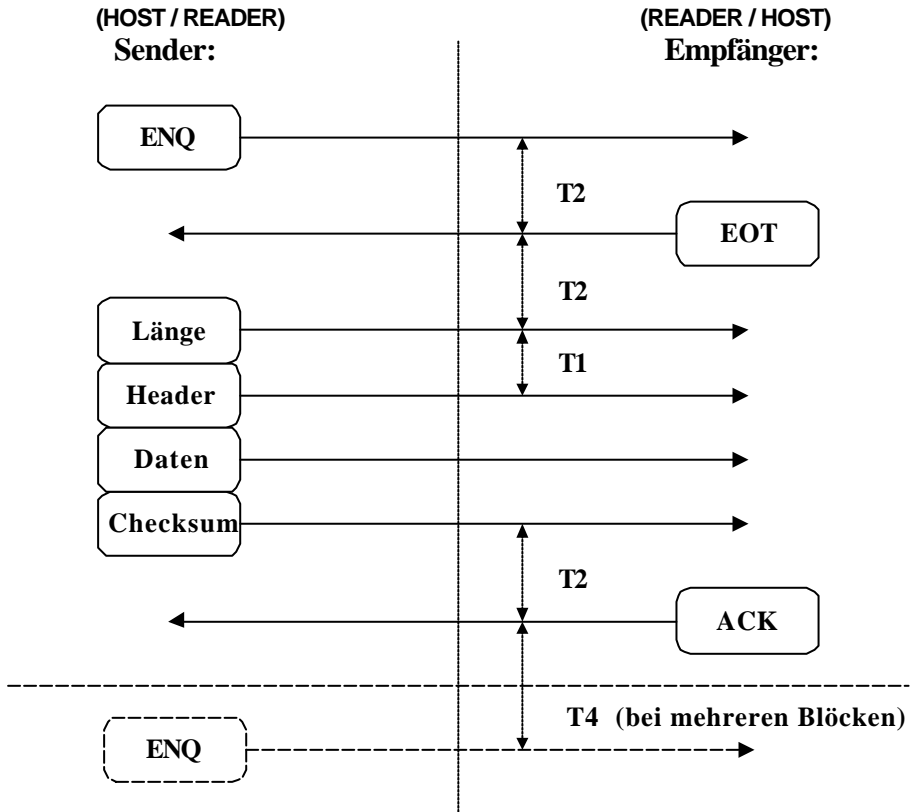 (HOST / READER) (READER / HOST)
Sender: Empfänger:
ENQ
T2
EOT
T2
Länge
T1
Header
Daten
Checksum
T2
ACK
T4 (bei mehreren Blöcken)
ENQ